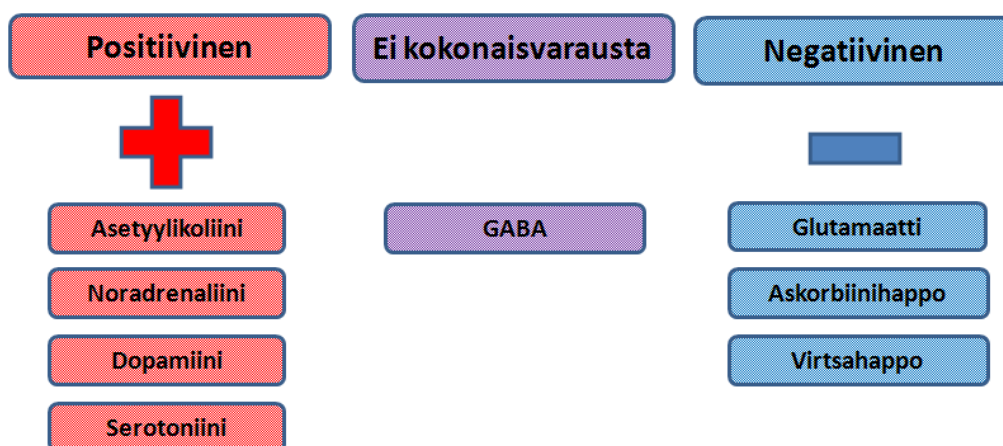 Positiivinen
Ei kokonaisvarausta
Negatiivinen
Asetyylikoliini
GABA
Glutamaatti
Noradrenaliini
Askorbiinihappo
Dopamiini
Virtsahappo
Serotoniini